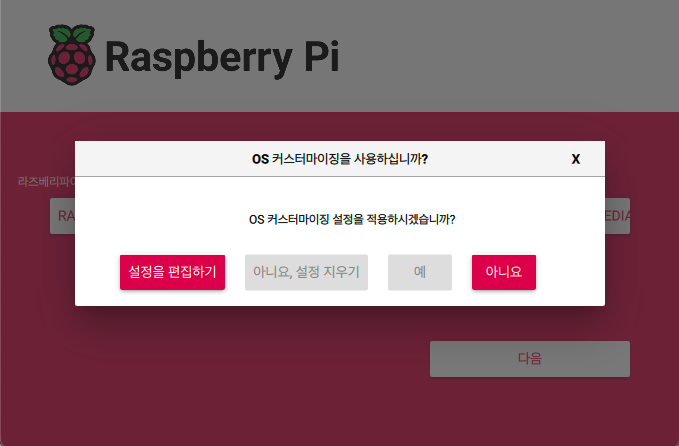 Raspberry Pi
OS 커스터마이징을 사용하십니까?
X
라즈베리파이
RA
EDIA
OS 커스터마이징 설정을 적용하시겠습니까?
설정을 편집하기
아니요, 설정 지우기
예
아니요
다음